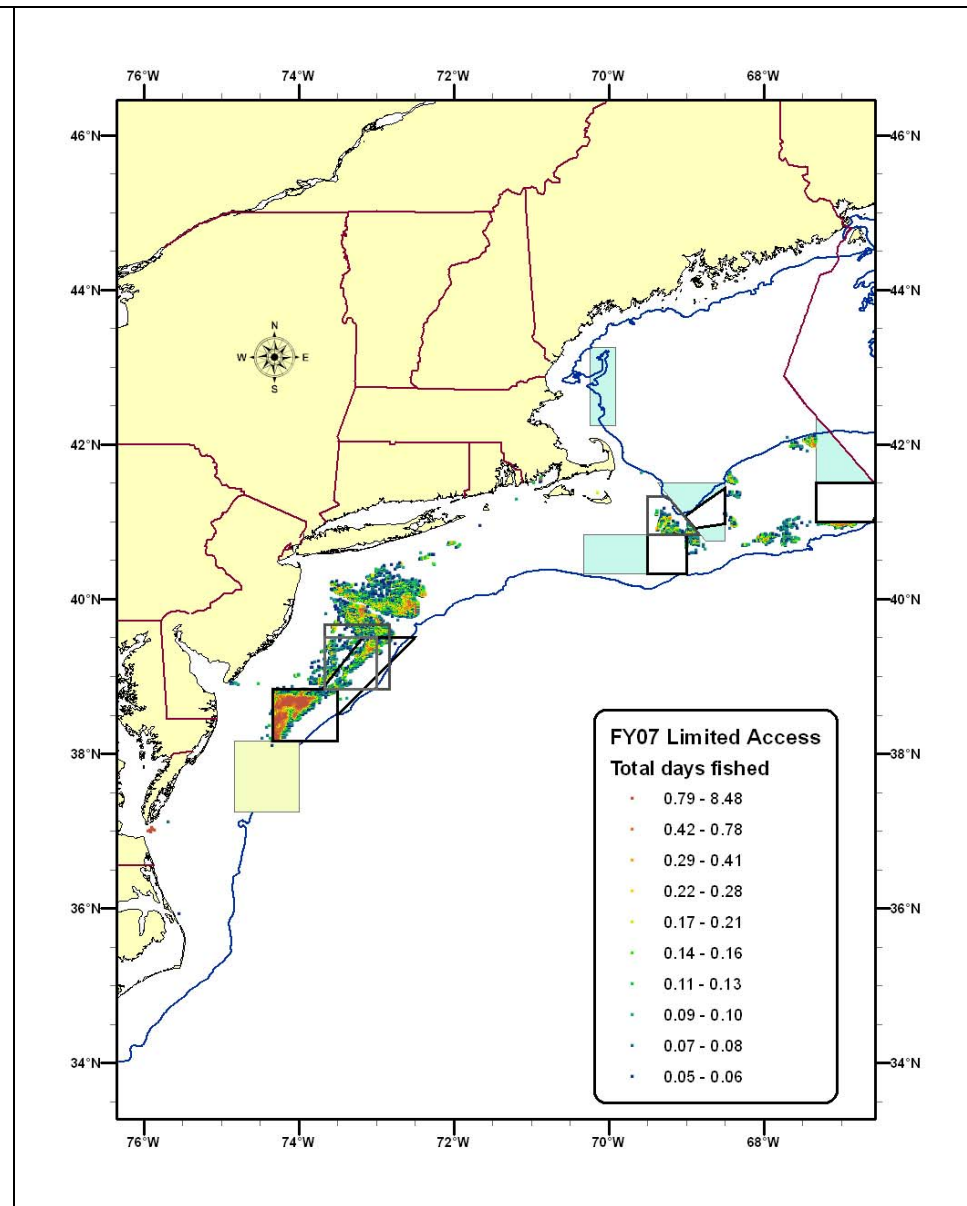 76°W 74°W 72°W 70°W 68°W
46°N 46°N
44°N 44°N
N
W E
S
42°N 42°N
40°N 40°N
38°N 38°N
36°N 36°N
34°N 34°N
FY07 Limited Access
Total days fished
0.79 - 8.48
0.42 - 0.78
0.29 - 0.41
0.22 - 0.28
0.17 - 0.21
0.14 - 0.16
0.11 - 0.13
0.09 - 0.10
0.07 - 0.08
0.05 - 0.06
76°W 74°W 72°W 70°W 68°W